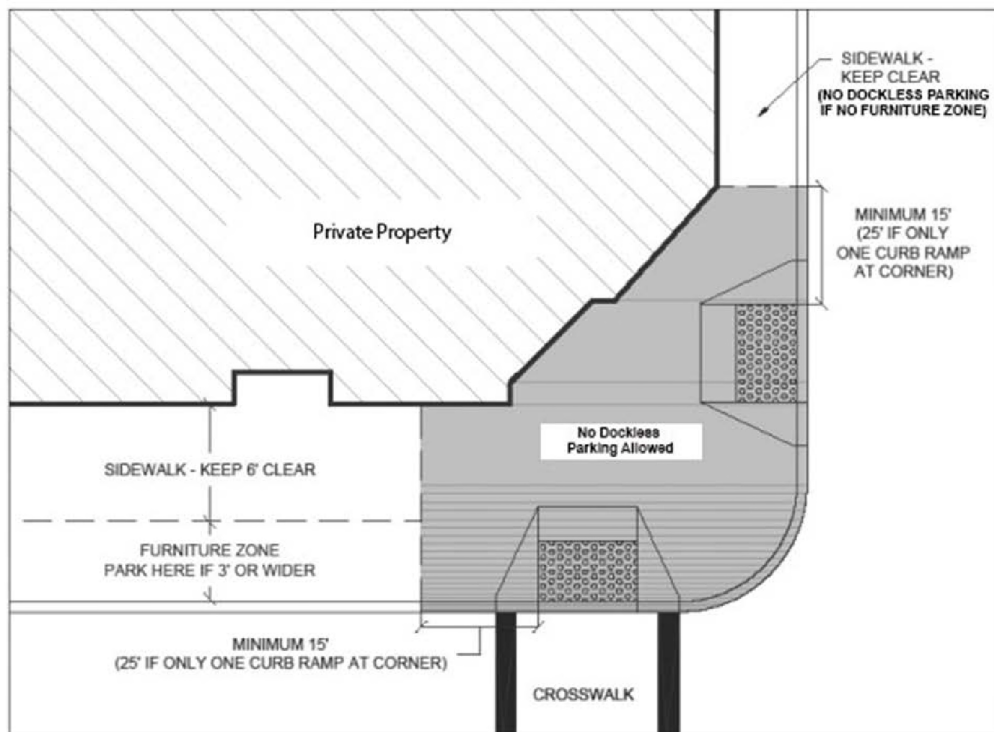 SIDEWALK -
KEEP CLEAR
(NO DOCKLESS PARKING
IF NO FURNITURE ZONE)
Private Property
MINIMUM 15'
(25' IF ONLY
ONE CURB RAMP
AT CORNER)
No Dockless
Parking Allowed
SIDEWALK - KEEP 6' CLEAR
FURNITURE ZONE
PARK HERE IF 3' OR WIDER
MINIMUM 15'
(25' IF ONLY ONE CURB RAMP AT CORNER)
CROSSWALK